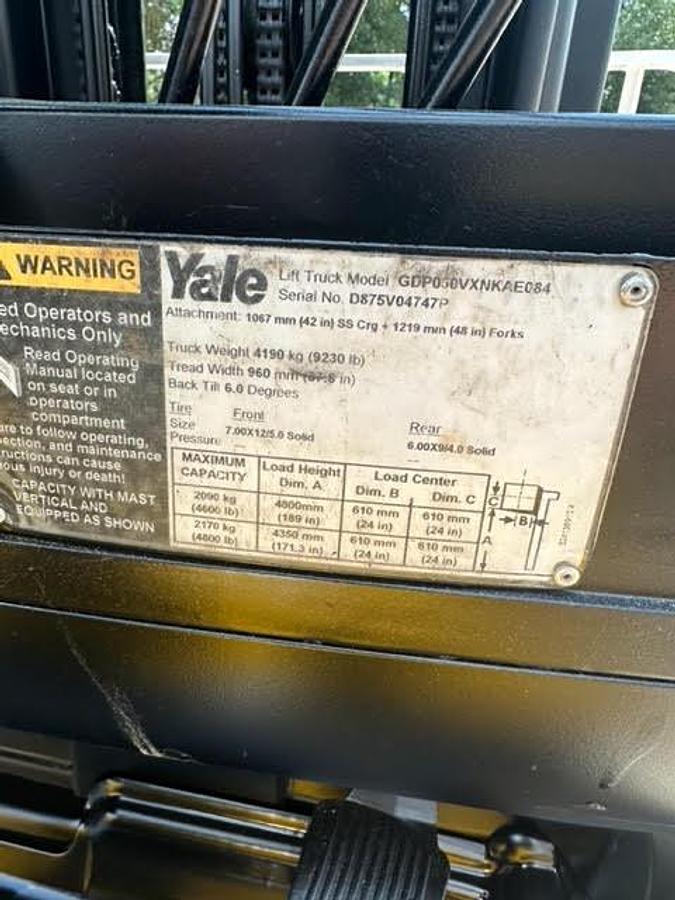 WARNING
ed Operators and
echanics Only
Read Operating
Manual located
on seat or in
operators
compartment
are to follow operating,
ection, and maintenance
ructions can cause
ious injury or death!
CAPACITY WITH MAST
VERTICAL AND
EQUIPPED AS SHOWN
Yale Lift Truck Model GDP050VXNKAE084
Serial No. D875V04747P
Attachment: 1067 mm (42 in) SS Crg + 1219 mm (48 in) Forks
Truck Weight 4190 kg (9230 lb)
Tread Width 960 mm (37.8 in)
Back Tilt 6.0 Degrees
Tire Front Rear
Size 7.00X12/5.0 Solid 6.00X9/4.0 Solid
Pressure --
MAXIMUM CAPACITY Load Height Dim. A Load Center Dim. B Dim. C
2090 kg (4600 lb) 4800mm (189 in) 610 mm (24 in) 610 mm (24 in)
2170 kg (4800 lb) 4350 mm (171.3 in) 610 mm (24 in) 610 mm (24 in)
C
B
A